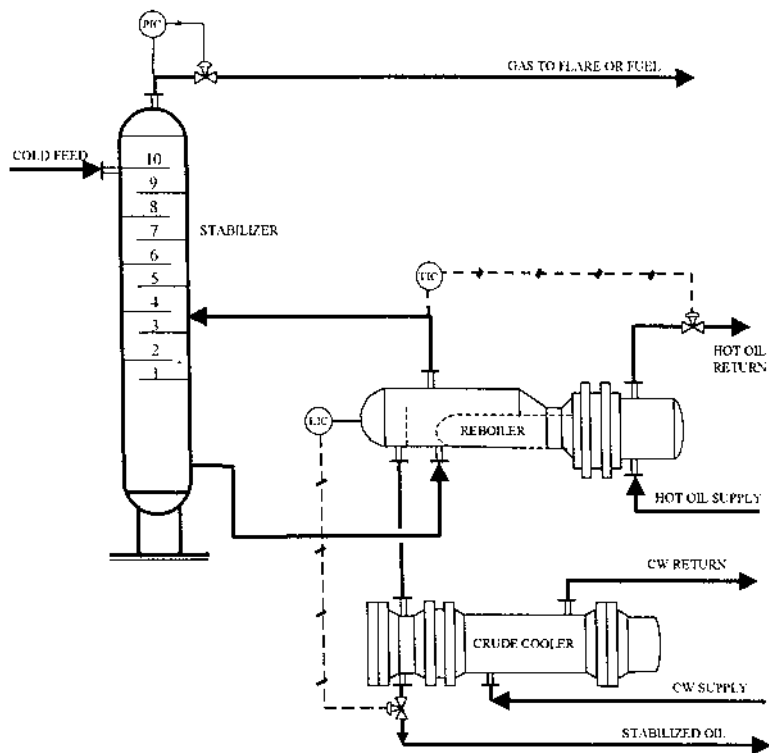 PIC
GAS TO FLARE OR FUEL
COLD FEED
10
9
8
7
6
5
4
3
2
1
STABILIZER
TIC
HOT OIL
RETURN
LIC
REBOILER
HOT OIL SUPPLY
CW RETURN
CRUDE COOLER
CW SUPPLY
STABILIZED OIL